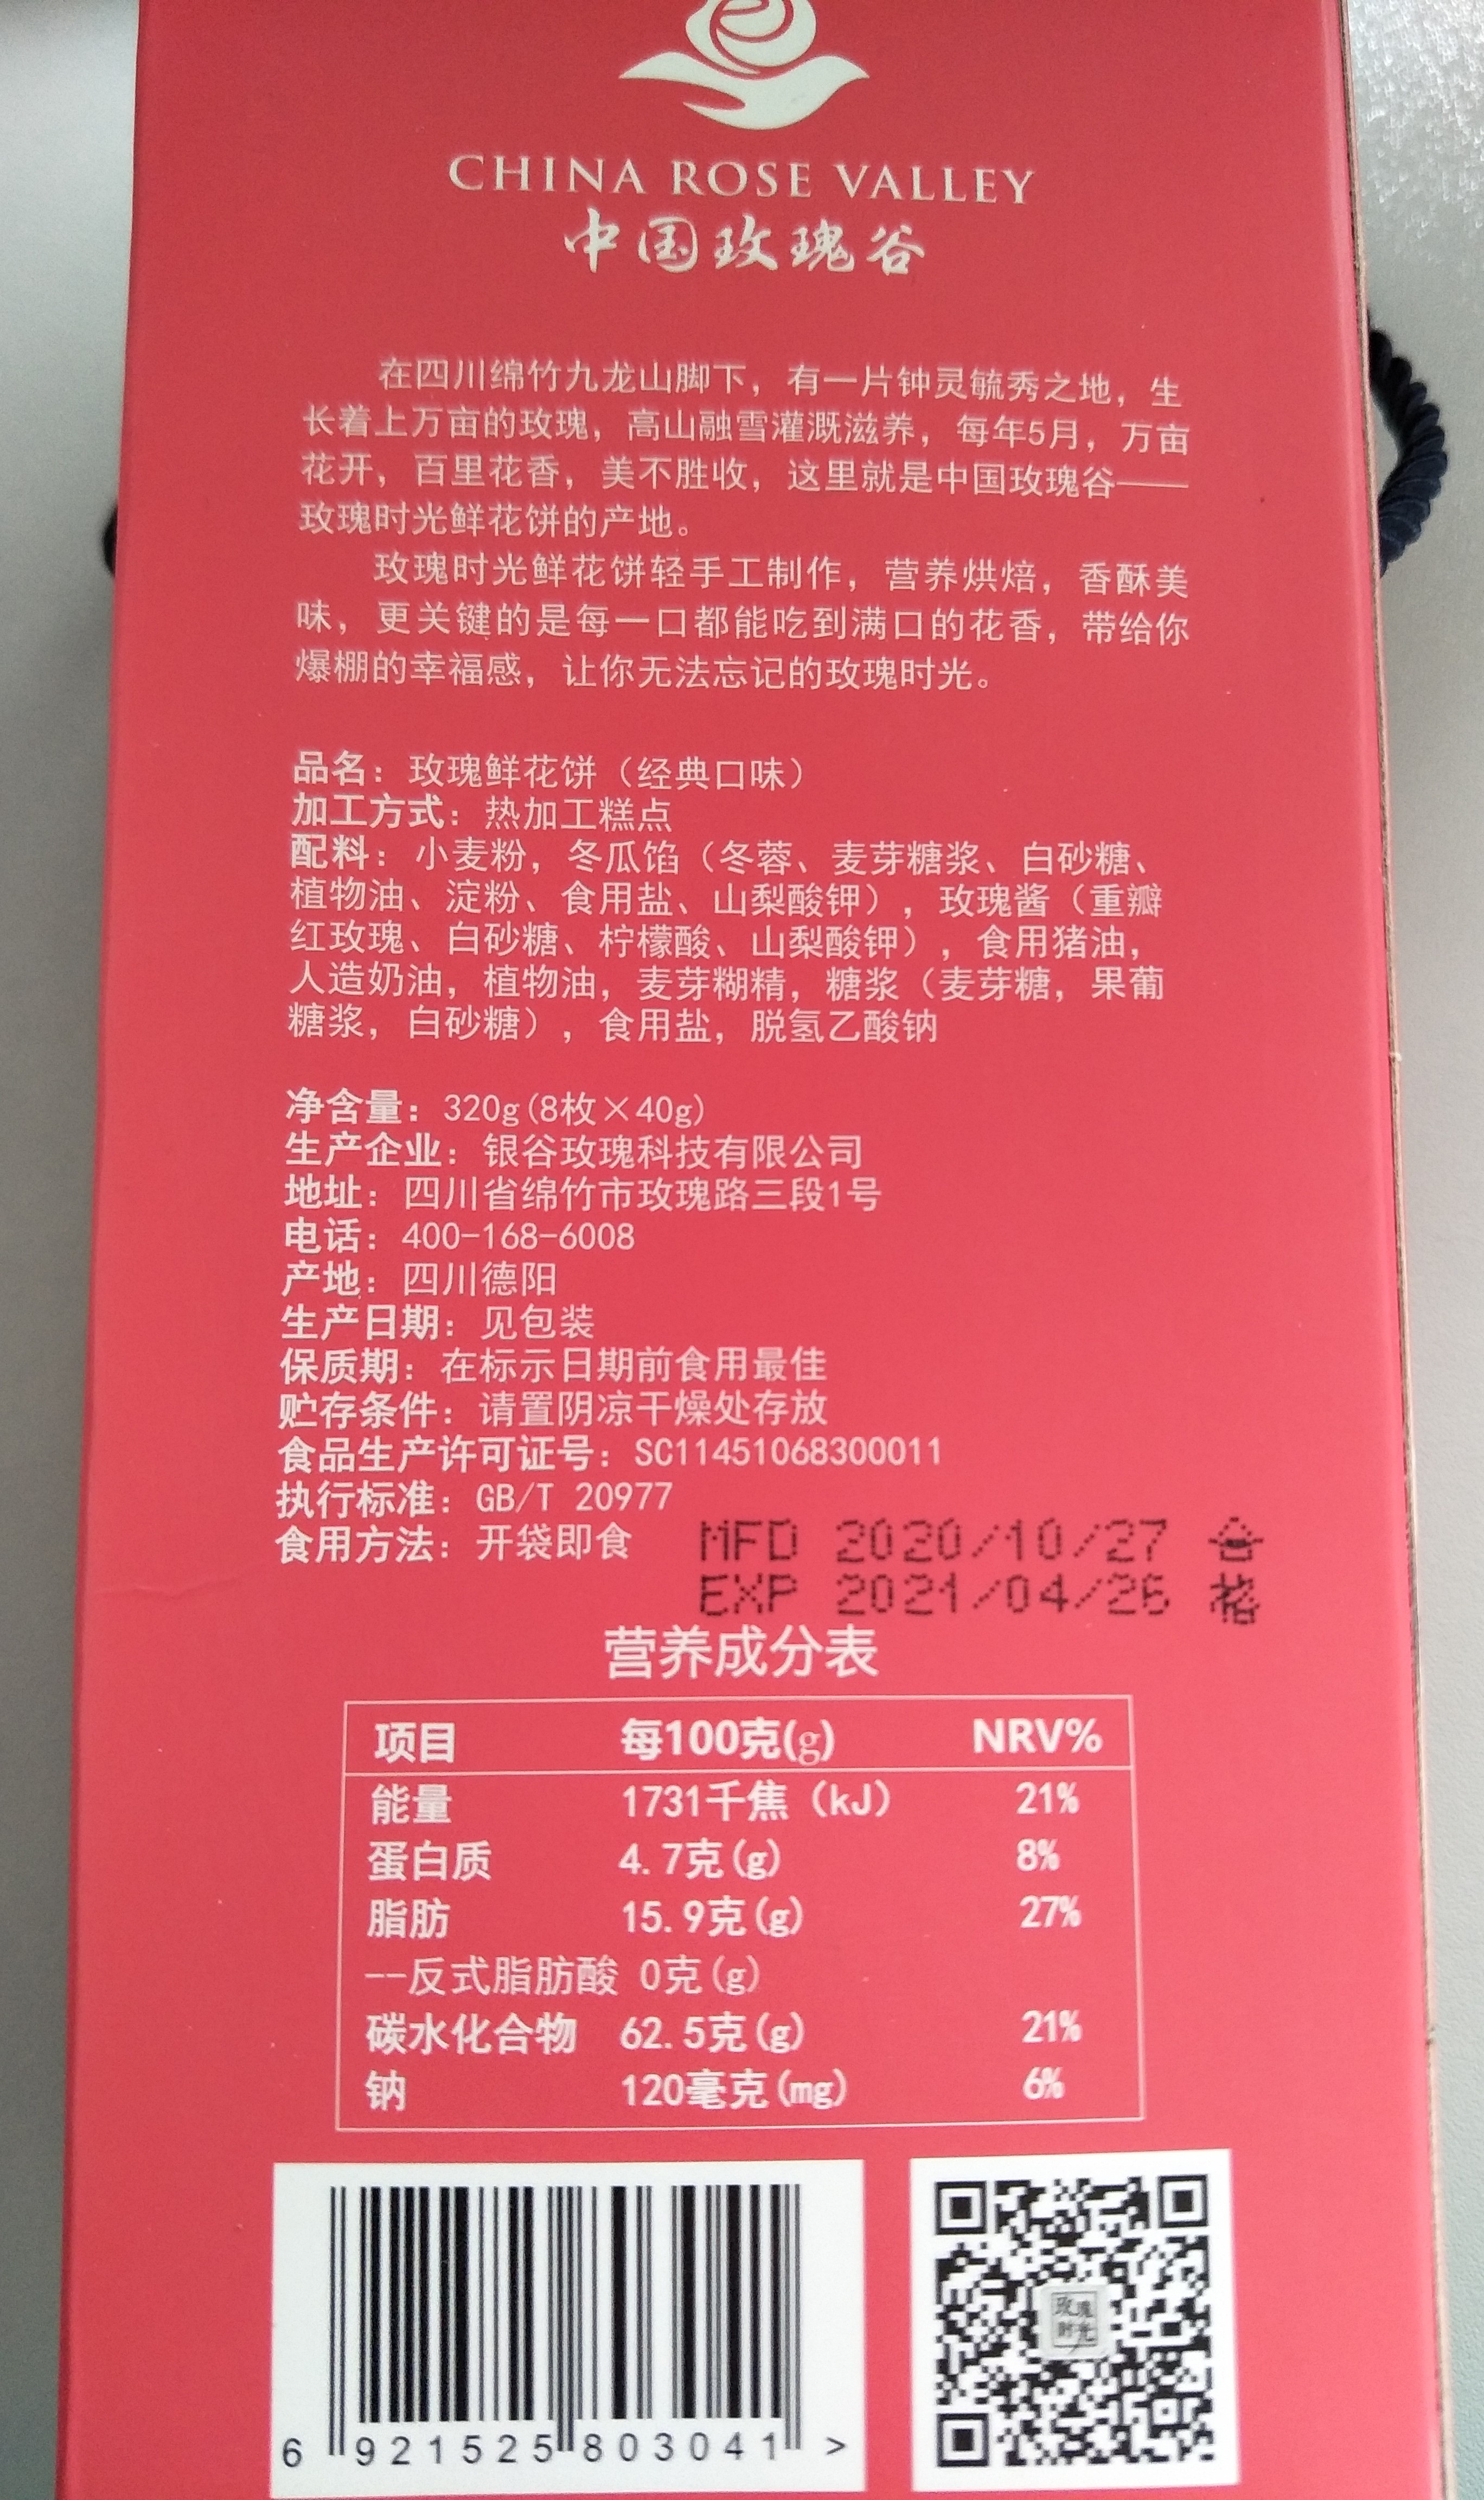 CHINA ROSE VALLEY
中国玫瑰谷
在四川绵竹九龙山脚下，有一片钟灵毓秀之地，生
长着上万亩的玫瑰，高山融雪灌溉滋养，每年5月，万亩
花开，百里花香，美不胜收，这里就是中国玫瑰谷——
玫瑰时光鲜花饼的产地。
玫瑰时光鲜花饼轻手工制作，营养烘焙，香酥美
味，更关键的是每一口都能吃到满口的花香，带给你
爆棚的幸福感，让你无法忘记的玫瑰时光。
品名：玫瑰鲜花饼（经典口味）
加工方式：热加工糕点
配料：小麦粉，冬瓜馅（冬蓉、麦芽糖浆、白砂糖、
植物油、淀粉、食用盐、山梨酸钾），玫瑰酱（重瓣
红玫瑰、白砂糖、柠檬酸、山梨酸钾），食用猪油，
人造奶油，植物油，麦芽糊精，糖浆（麦芽糖，果葡
糖浆，白砂糖），食用盐，脱氢乙酸钠
净含量：320g(8枚×40g)
生产企业：银谷玫瑰科技有限公司
地址：四川省绵竹市玫瑰路三段1号
电话：400-168-6008
产地：四川德阳
生产日期：见包装
保质期：在标示日期前食用最佳
贮存条件：请置阴凉干燥处存放
食品生产许可证号：SC11451068300011
执行标准：GB/T 20977
食用方法：开袋即食
MFD 2020/10/27 合
EXP 2021/04/26 格
营养成分表
项目 每100克(g) NRV%
能量 1731千焦（kJ） 21%
蛋白质 4.7克(g) 8%
脂肪 15.9克(g) 27%
--反式脂肪酸 0克(g)
碳水化合物 62.5克(g) 21%
钠 120毫克(mg) 6%
玫瑰
时光
6 921525 803041 >